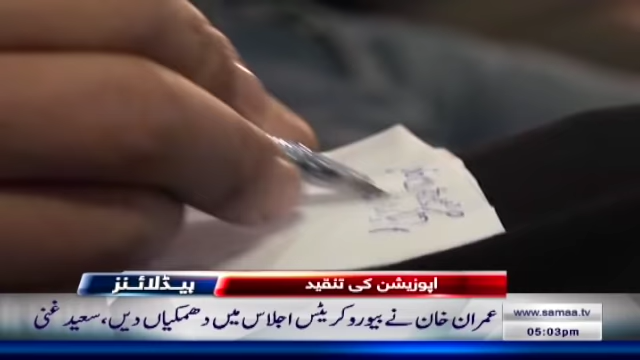 اپوزیشن کی تنقید
ہیڈلائنز
عمران خان نے بیوروکریٹس اجلاس میں دھمکیاں دیں، سعید غنی
www.samaa.tv
05:03pm